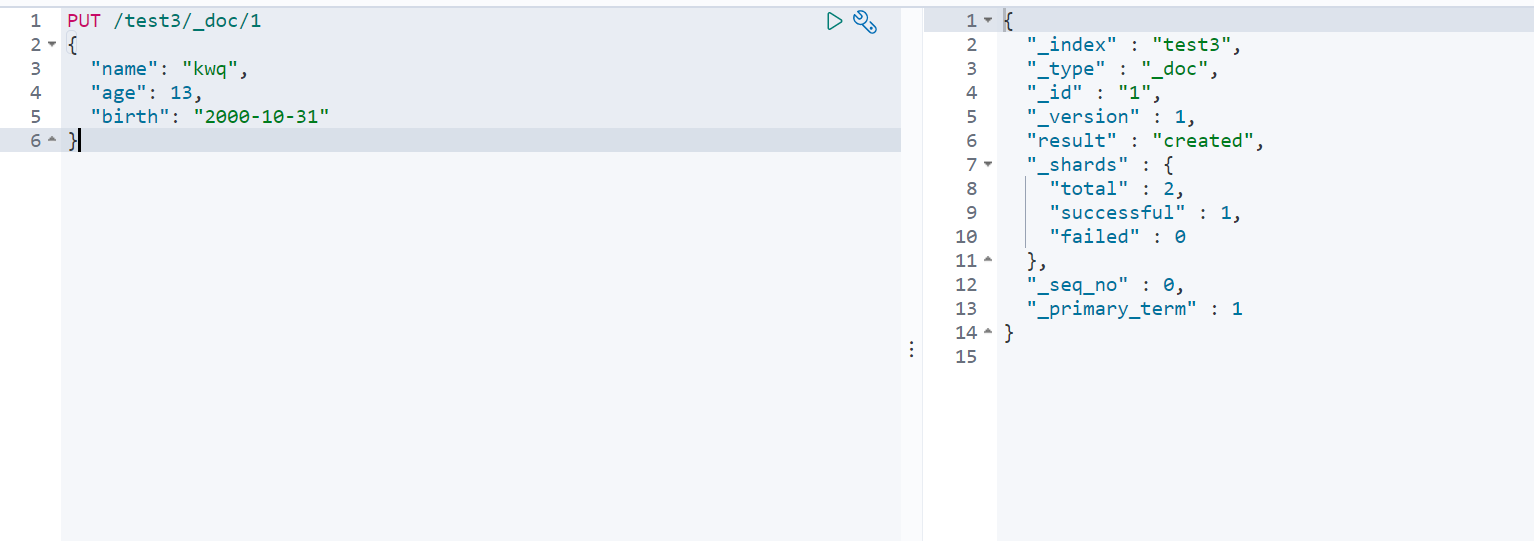 1 PUT /test3/_doc/1
2 {
3 "name": "kwq",
4 "age": 13,
5 "birth": "2000-10-31"
6 }
1 {
2 "_index" : "test3",
3 "_type" : "_doc",
4 "_id" : "1",
5 "_version" : 1,
6 "result" : "created",
7 "_shards" : {
8 "total" : 2,
9 "successful" : 1,
10 "failed" : 0
11 },
12 "_seq_no" : 0,
13 "_primary_term" : 1
14 }
15